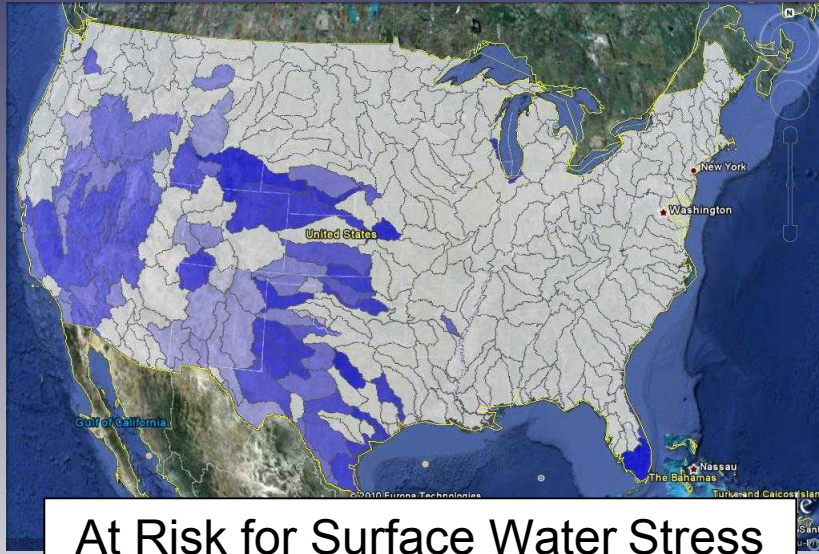 N
New York
Washington
United States
Gulf of California
Nassau
The Bahamas
©2010 Europa Technologies
At Risk for Surface Water Stress